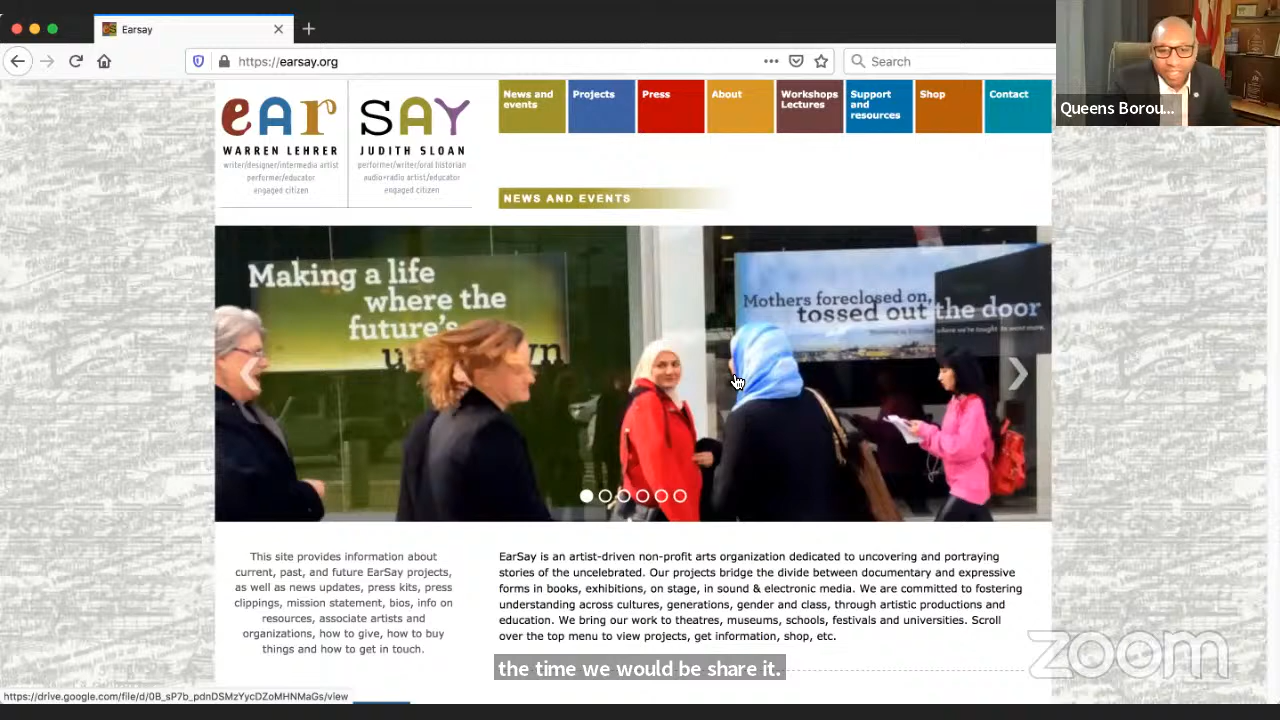 Earsay
https://earsay.org
Search
Queens Borou...
ear
SAY
WARREN LEHRER
writer/designer/intermedia artist
performer/educator
engaged citizen
JUDITH SLOAN
performer/writer/oral historian
audio+radio artist/educator
engaged citizen
News and
events
Projects
Press
About
Workshops
Lectures
Support
and
resources
Shop
Contact
NEWS AND EVENTS
Making a life
where the
future's
Mothers foreclosed on,
tossed out the door
This site provides information about
current, past, and future EarSay projects,
as well as news updates, press kits, press
clippings, mission statement, bios, info on
resources, associate artists and
organizations, how to give, how to buy
things and how to get in touch.
EarSay is an artist-driven non-profit arts organization dedicated to uncovering and portraying
stories of the uncelebrated. Our projects bridge the divide between documentary and expressive
forms in books, exhibitions, on stage, in sound & electronic media. We are committed to fostering
understanding across cultures, generations, gender and class, through artistic productions and
education. We bring our work to theatres, museums, schools, festivals and universities. Scroll
over the top menu to view projects, get information, shop, etc.
the time we would be share it.
zoom
https://drive.google.com/file/d/0B_sP7b_pdnDSMzYycDZoMHNMaGs/view